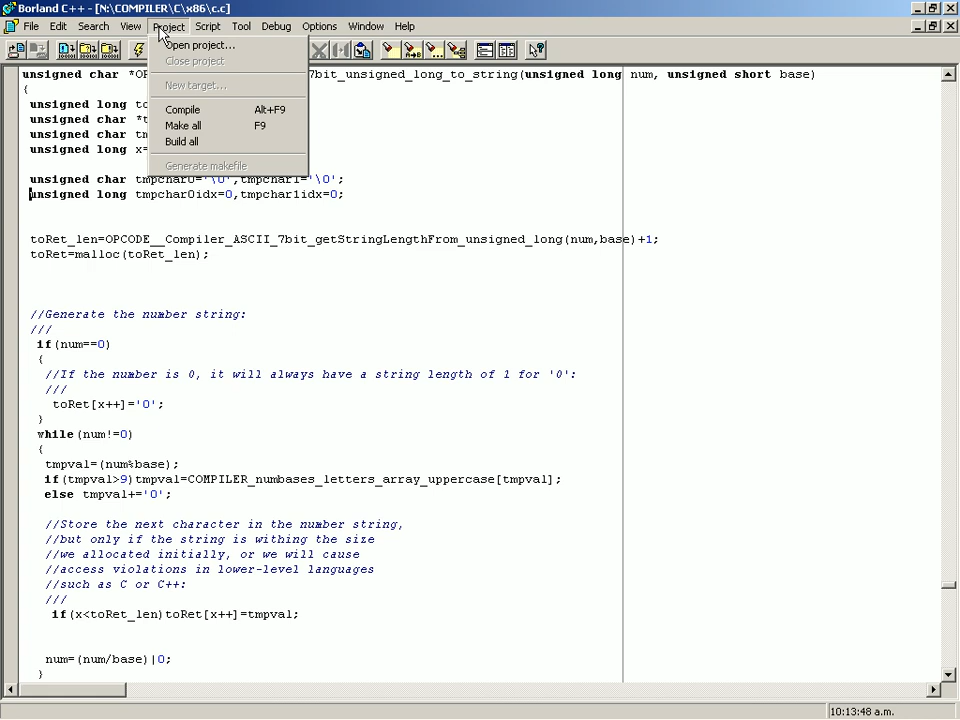 Borland C++ - [N:\COMPILER\C\x86\c.c]
File Edit Search View Project Script Tool Debug Options Window Help
Open project...
Close project
New target...
Compile Alt+F9
Make all F9
Build all
Generate makefile
unsigned char *OP 7bit_unsigned_long_to_string(unsigned long num, unsigned short base)
{
unsigned long to
unsigned char *t
unsigned char tm
unsigned long x=
unsigned char tmpchar0='\0',tmpchar1='\0';
unsigned long tmpchar0idx=0,tmpchar1idx=0;
toRet_len=OPCODE__Compiler_ASCII_7bit_getStringLengthFrom_unsigned_long(num,base)+1;
toRet=malloc(toRet_len);
//Generate the number string:
///
if(num==0)
{
//If the number is 0, it will always have a string length of 1 for '0':
///
toRet[x++]='0';
}
while(num!=0)
{
tmpval=(num%base);
if(tmpval>9)tmpval=COMPILER_numbases_letters_array_uppercase[tmpval];
else tmpval+='0';
//Store the next character in the number string,
//but only if the string is withing the size
//we allocated initially, or we will cause
//access violations in lower-level languages
//such as C or C++:
///
if(x<toRet_len)toRet[x++]=tmpval;
num=(num/base)|0;
}
10:13:48 a.m.